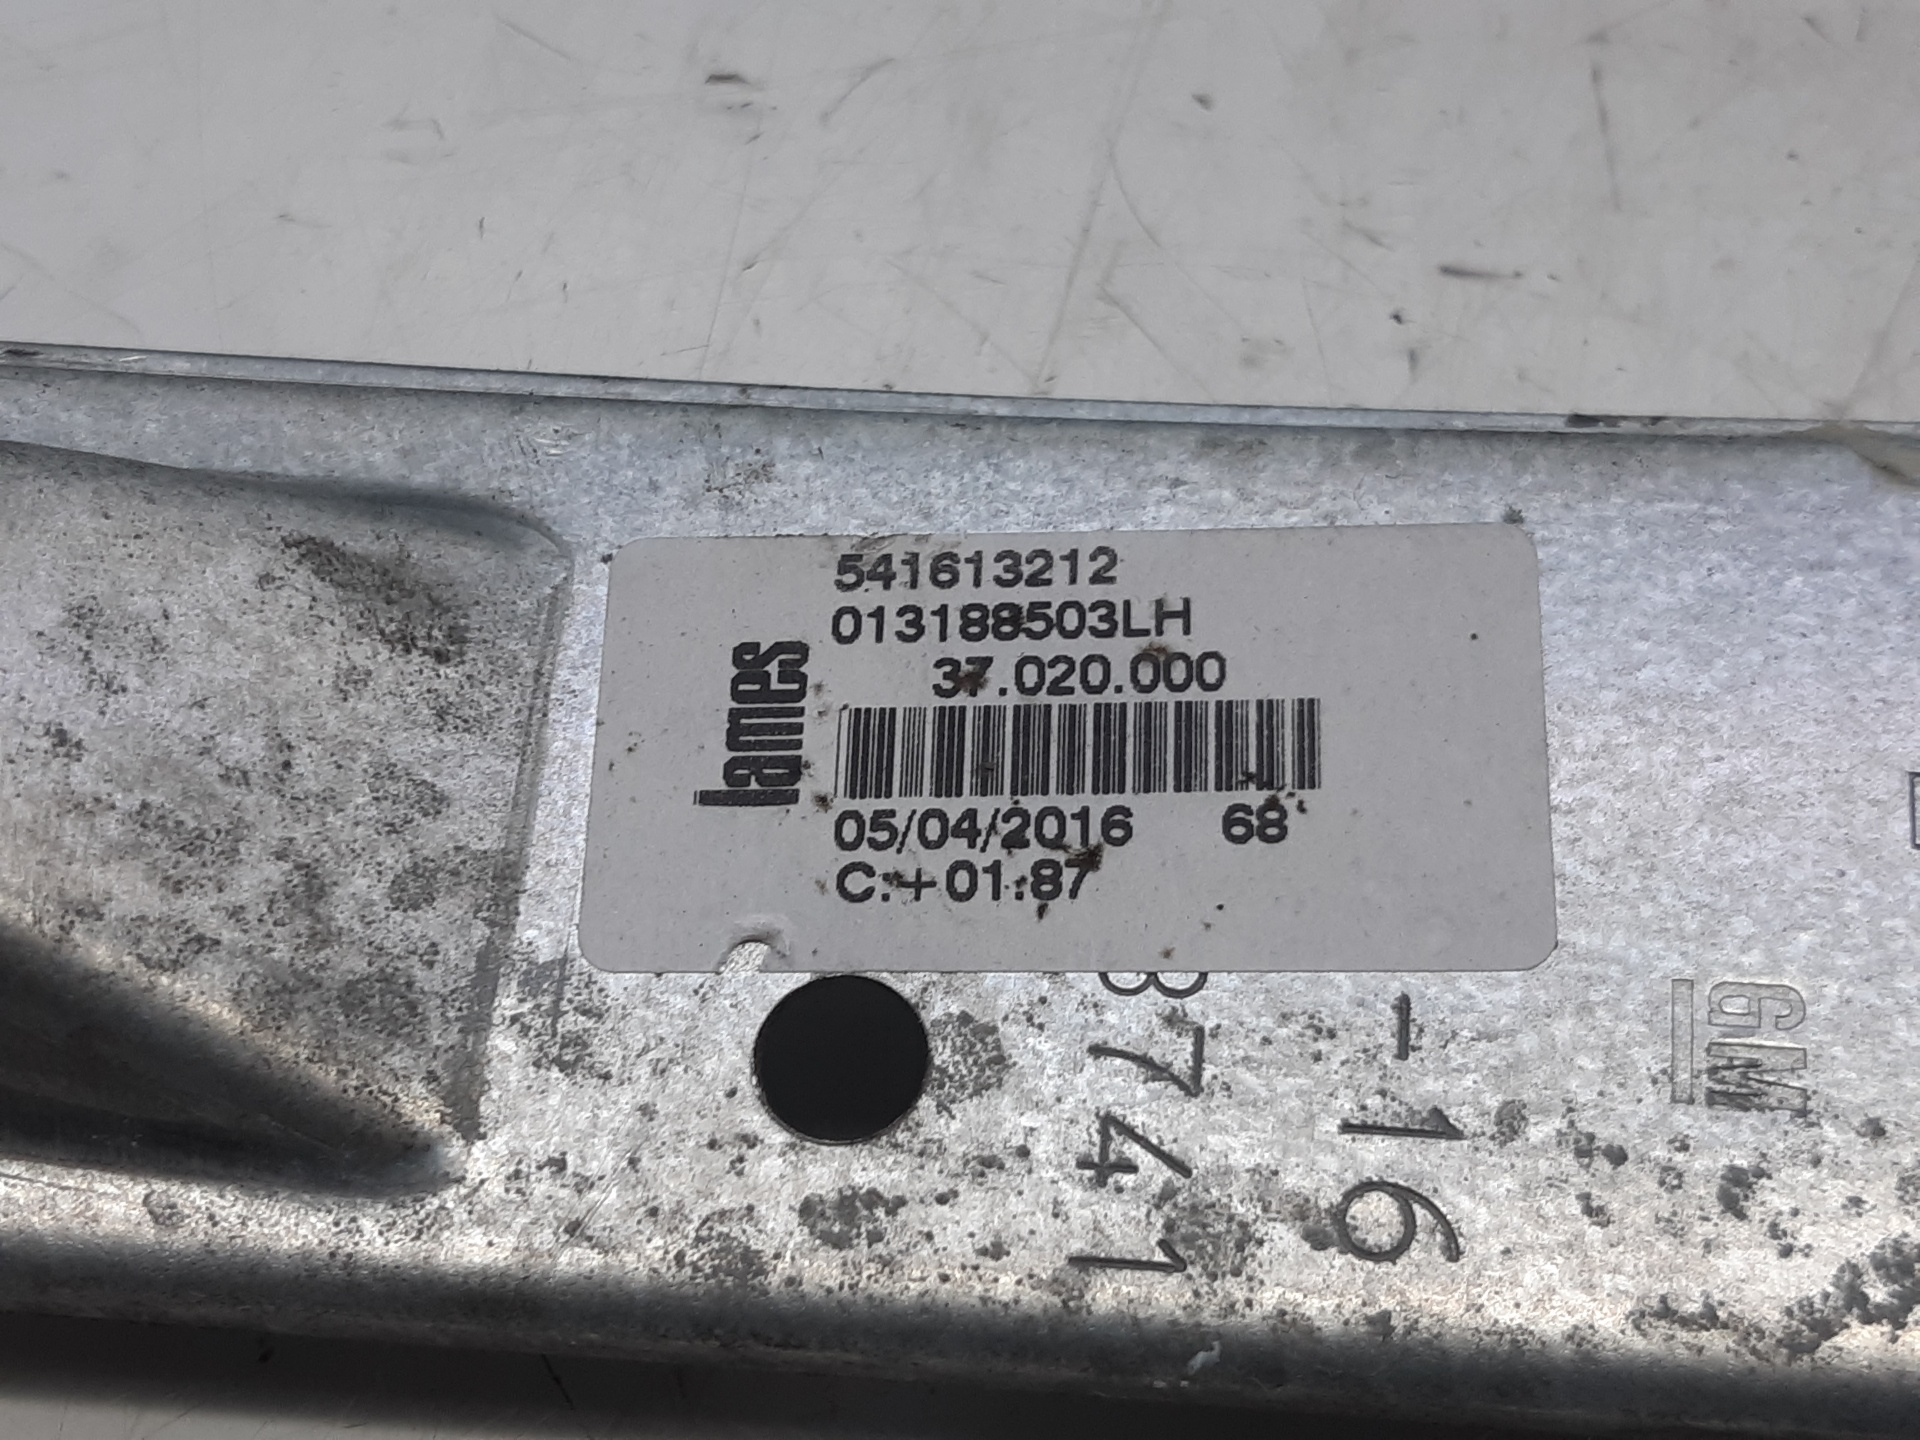 541613212
013188503LH
37.020.000
lames
05/04/2016 68
C:+01.87
8741
-16
GM